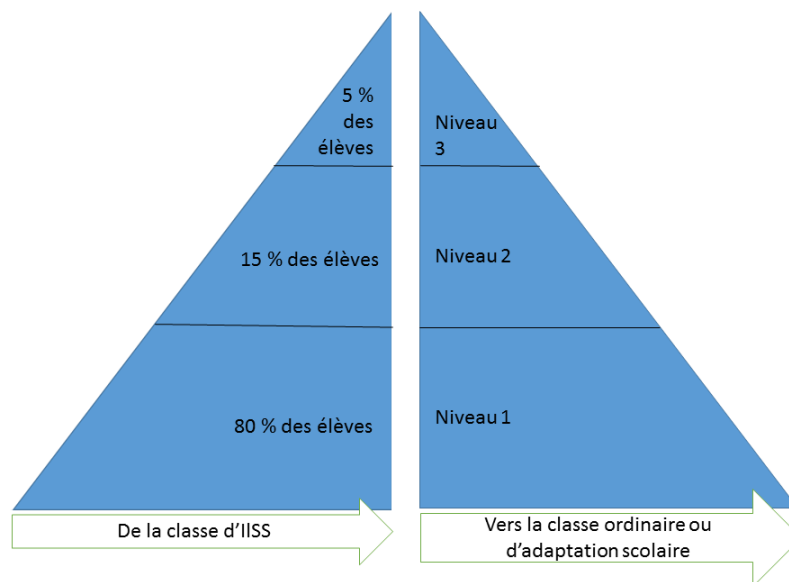 5 %
des
élèves
Niveau
3
15 % des élèves
Niveau 2
80 % des élèves
Niveau 1
De la classe d'IISS
Vers la classe ordinaire ou
d'adaptation scolaire